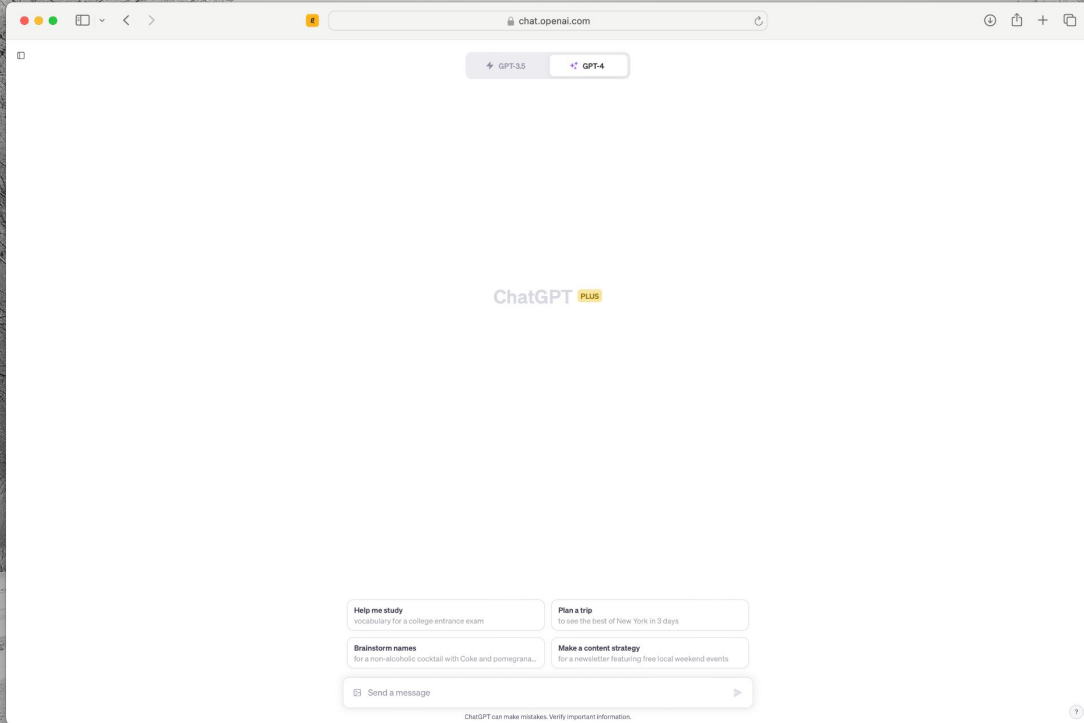 chat.openai.com
GPT-3.5 GPT-4
ChatGPT PLUS
Help me study
vocabulary for a college entrance exam
Plan a trip
to see the best of New York in 3 days
Brainstorm names
for a non-alcoholic cocktail with Coke and pomegrana...
Make a content strategy
for a newsletter featuring free local weekend events
Send a message
ChatGPT can make mistakes. Verify important information.
?